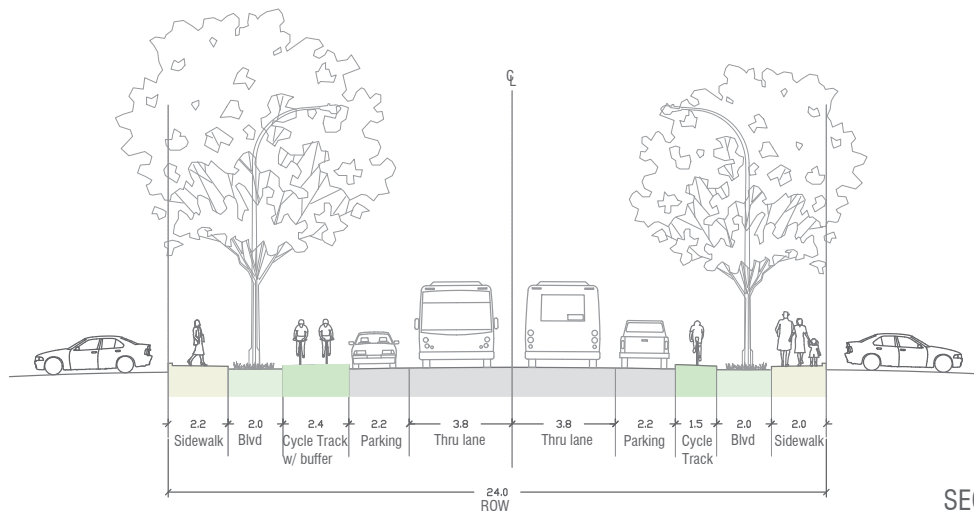 ℄
2.2 2.0 2.4 2.2 3.8 3.8 2.2 1.5 2.0 2.0
Sidewalk Blvd Cycle Track Parking Thru lane Thru lane Parking Cycle Blvd Sidewalk
w/ buffer Track
24.0
ROW
SEC